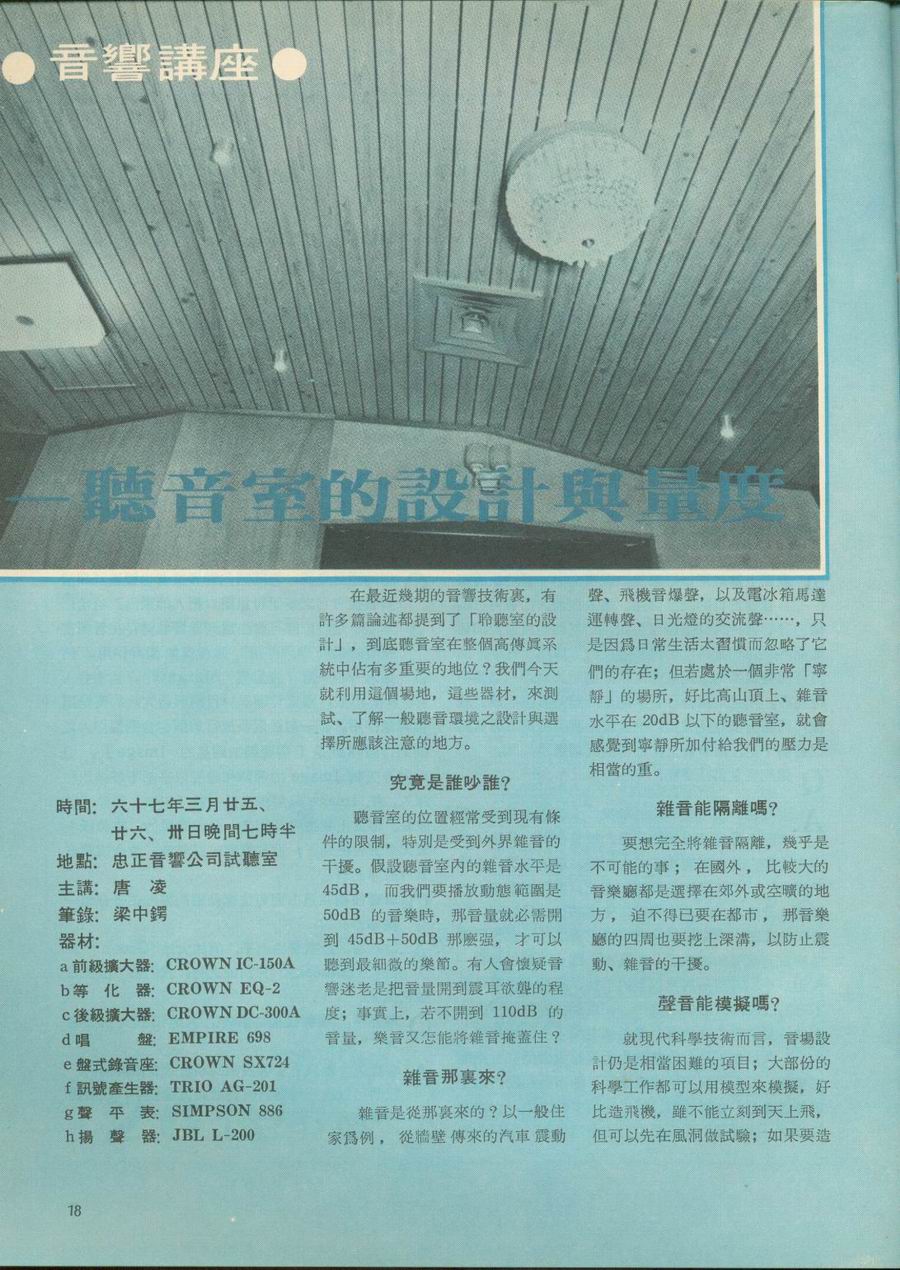 ●音響講座●
—聽音室的設計與量度
時間：六十七年三月廿五、
廿六、卅日晚間七時半
地點：忠正音響公司試聽室
主講：唐　凌
筆錄：梁中鍔
器材：
a 前級擴大器：CROWN IC-150A
b 等　化　器：CROWN EQ-2
c 後級擴大器：CROWN DC-300A
d 唱　　　盤：EMPIRE 698
e 盤式錄音座：CROWN SX724
f 訊號產生器：TRIO AG-201
g 聲　平　表：SIMPSON 886
h 揚　聲　器：JBL L-200
在最近幾期的音響技術裏，有
許多篇論述都提到了「聆聽室的設
計」，到底聽音室在整個高傳眞系
統中佔有多重要的地位？我們今天
就利用這個場地，這些器材，來測
試、了解一般聽音環境之設計與選
擇所應該注意的地方。
究竟是誰吵誰？
聽音室的位置經常受到現有條
件的限制，特別是受到外界雜音的
干擾。假設聽音室內的雜音水平是
45dB，而我們要播放動態範圍是
50dB 的音樂時，那音量就必需開
到 45dB＋50dB 那麼强，才可以
聽到最細微的樂節。有人會懷疑音
響迷老是把音量開到震耳欲聾的程
度；事實上，若不開到 110dB 的
音量，樂音又怎能將雜音掩蓋住？
雜音那裏來？
雜音是從那裏來的？以一般住
家爲例，從牆壁傳來的汽車震動
聲、飛機音爆聲，以及電冰箱馬達
運轉聲、日光燈的交流聲……，只
是因爲日常生活太習慣而忽略了它
們的存在；但若處於一個非常「寧
靜」的場所，好比高山頂上、雜音
水平在 20dB 以下的聽音室，就會
感覺到寧靜所加付給我們的壓力是
相當的重。
雜音能隔離嗎？
要想完全將雜音隔離，幾乎是
不可能的事；在國外，比較大的
音樂廳都是選擇在郊外或空曠的地
方，迫不得已要在都市，那音樂
廳的四周也要挖上深溝，以防止震
動、雜音的干擾。
聲音能模擬嗎？
就現代科學技術而言，音場設
計仍是相當困難的項目；大部份的
科學工作都可以用模型來模擬，好
比造飛機，雖不能立刻到天上飛，
但可以先在風洞做試驗；如果要造
18